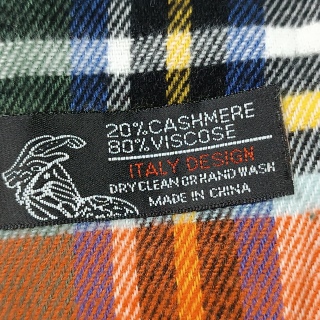 20%CASHMERE
80%VISCOSE
ITALY DESIGN
DRY CLEAN OR HAND WASH
MADE IN CHINA